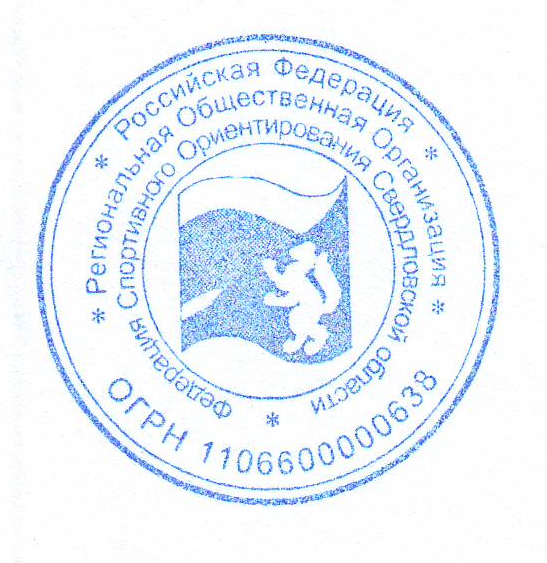 * Российская Федерация *
* Региональная Общественная Организация *
Федерация Спортивного Ориентирования Свердловской области *
ОГРН 1106600000638